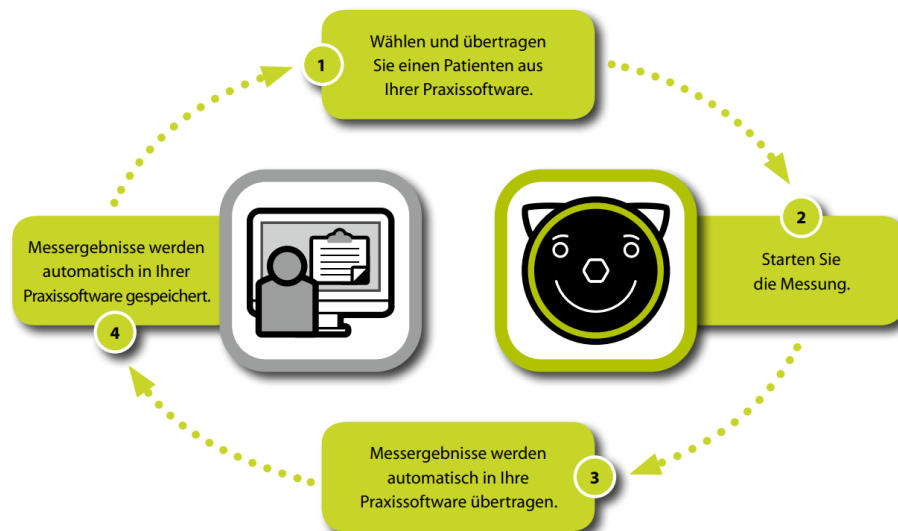 1
Wählen und übertragen
Sie einen Patienten aus
Ihrer Praxissoftware.
2
Starten Sie
die Messung.
3
Messergebnisse werden
automatisch in Ihre
Praxissoftware übertragen.
4
Messergebnisse werden
automatisch in Ihrer
Praxissoftware gespeichert.